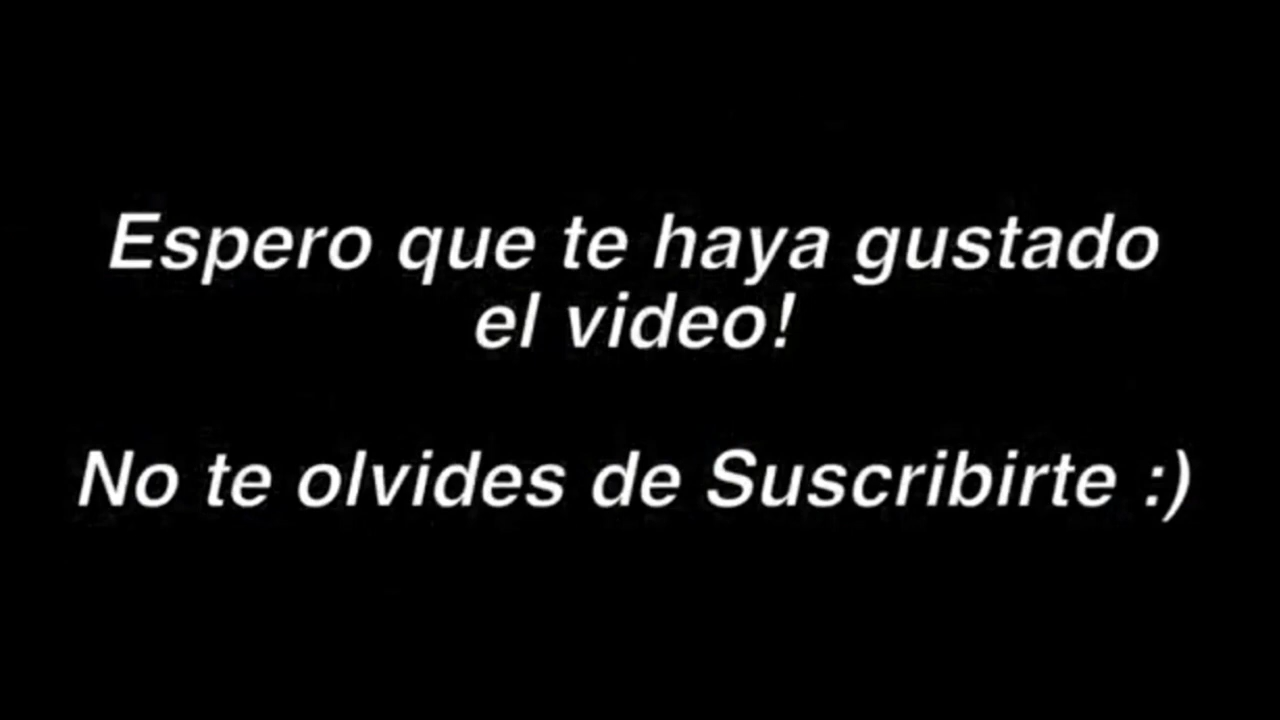 Espero que te haya gustado
el video!
No te olvides de Suscribirte :)